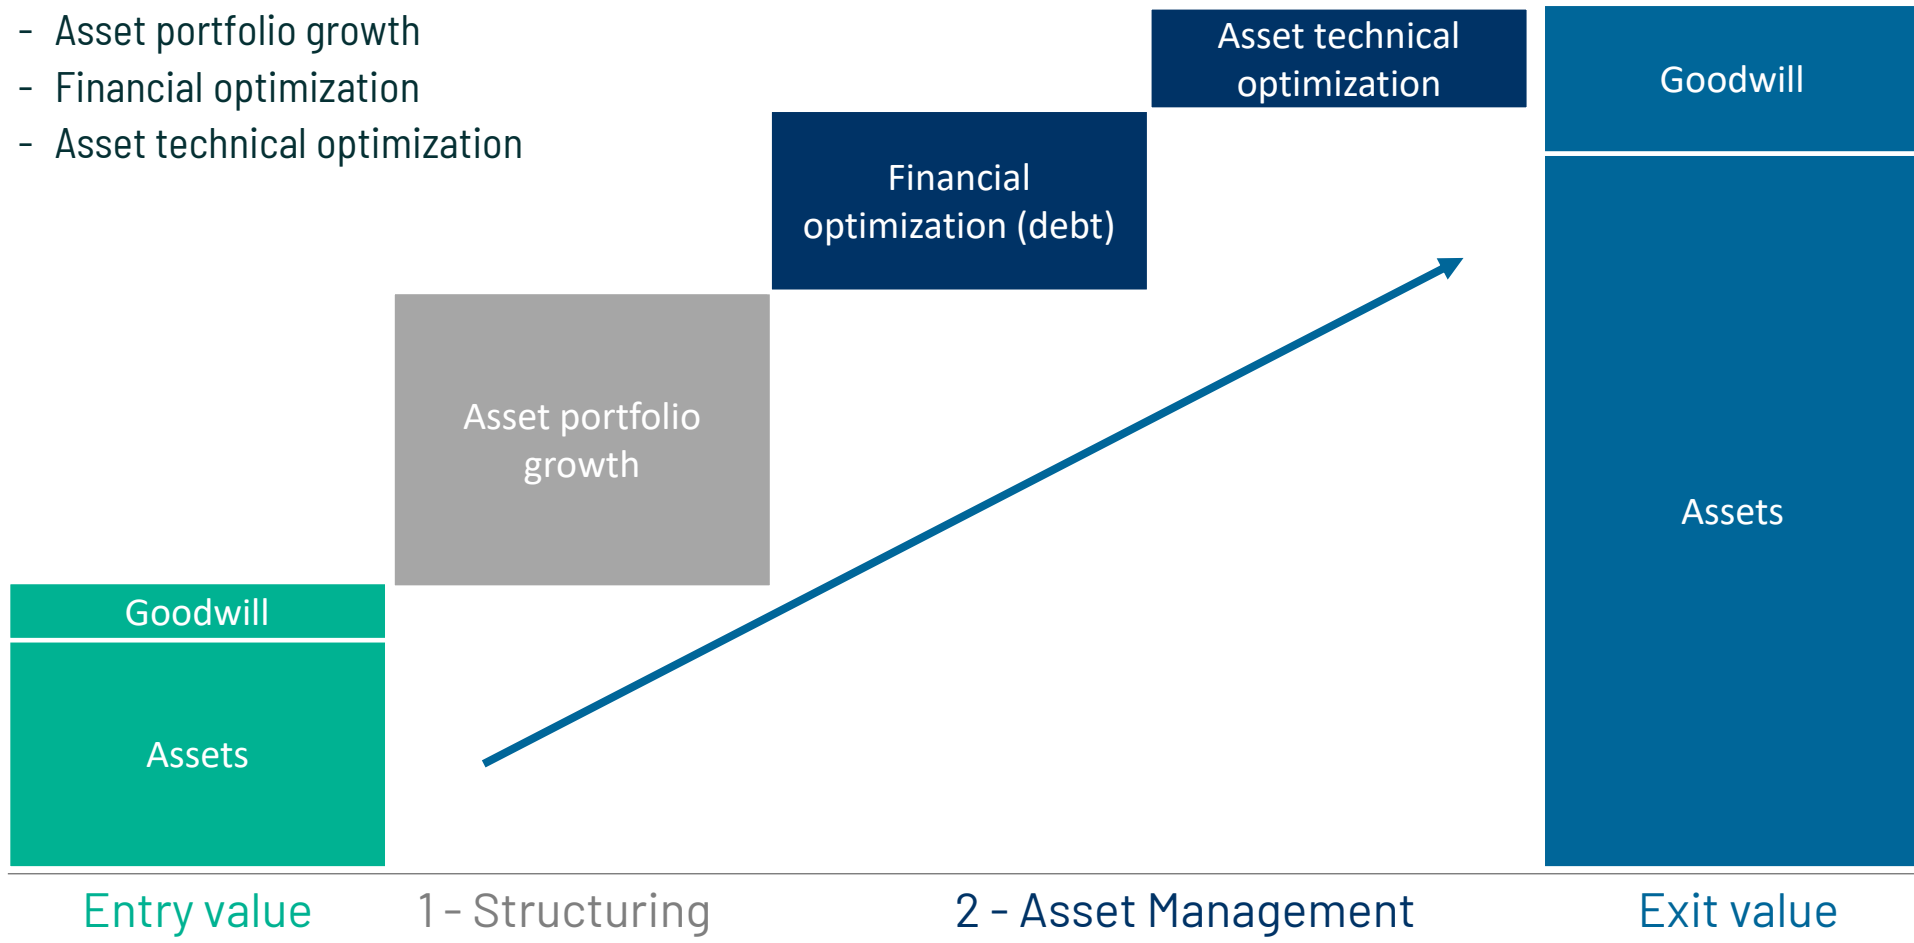 - Asset portfolio growth
- Financial optimization
- Asset technical optimization
Asset technical
optimization
Goodwill
Financial
optimization (debt)
Asset portfolio
growth
Assets
Goodwill
Assets
Entry value
1 - Structuring
2 - Asset Management
Exit value